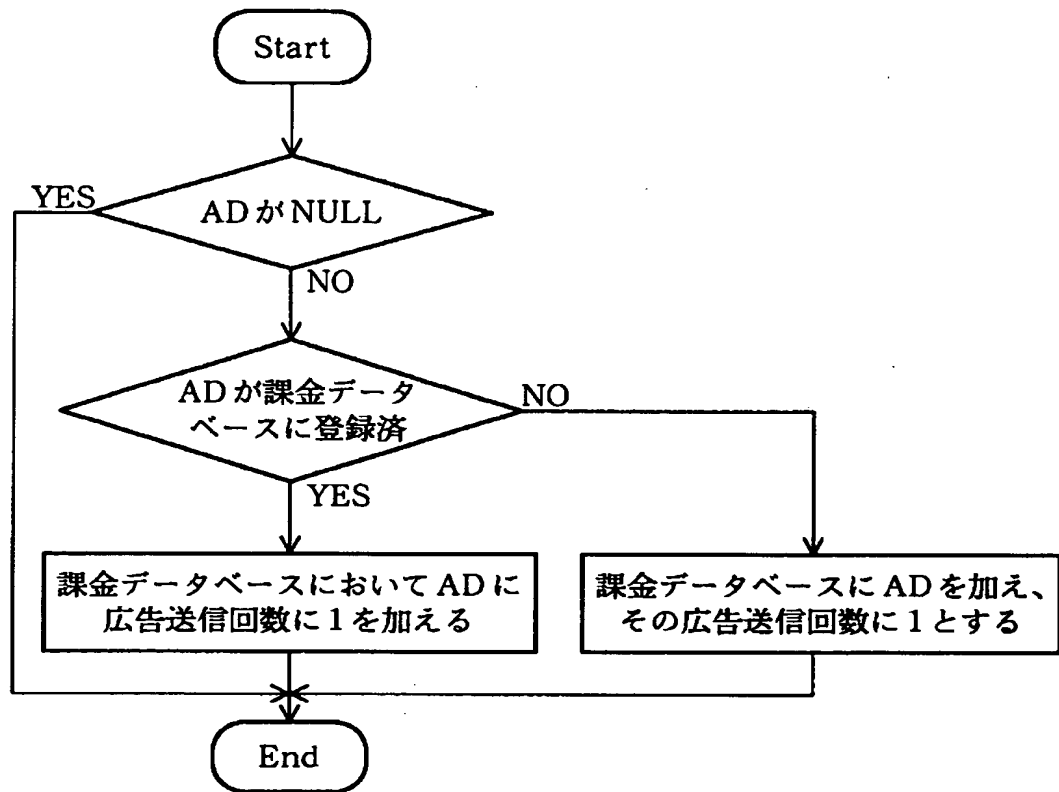 Start
YES
ADがNULL
NO
ADが課金データ
ベースに登録済
NO
YES
課金データベースにおいてADに
広告送信回数に1を加える
課金データベースにADを加え、
その広告送信回数に1とする
End